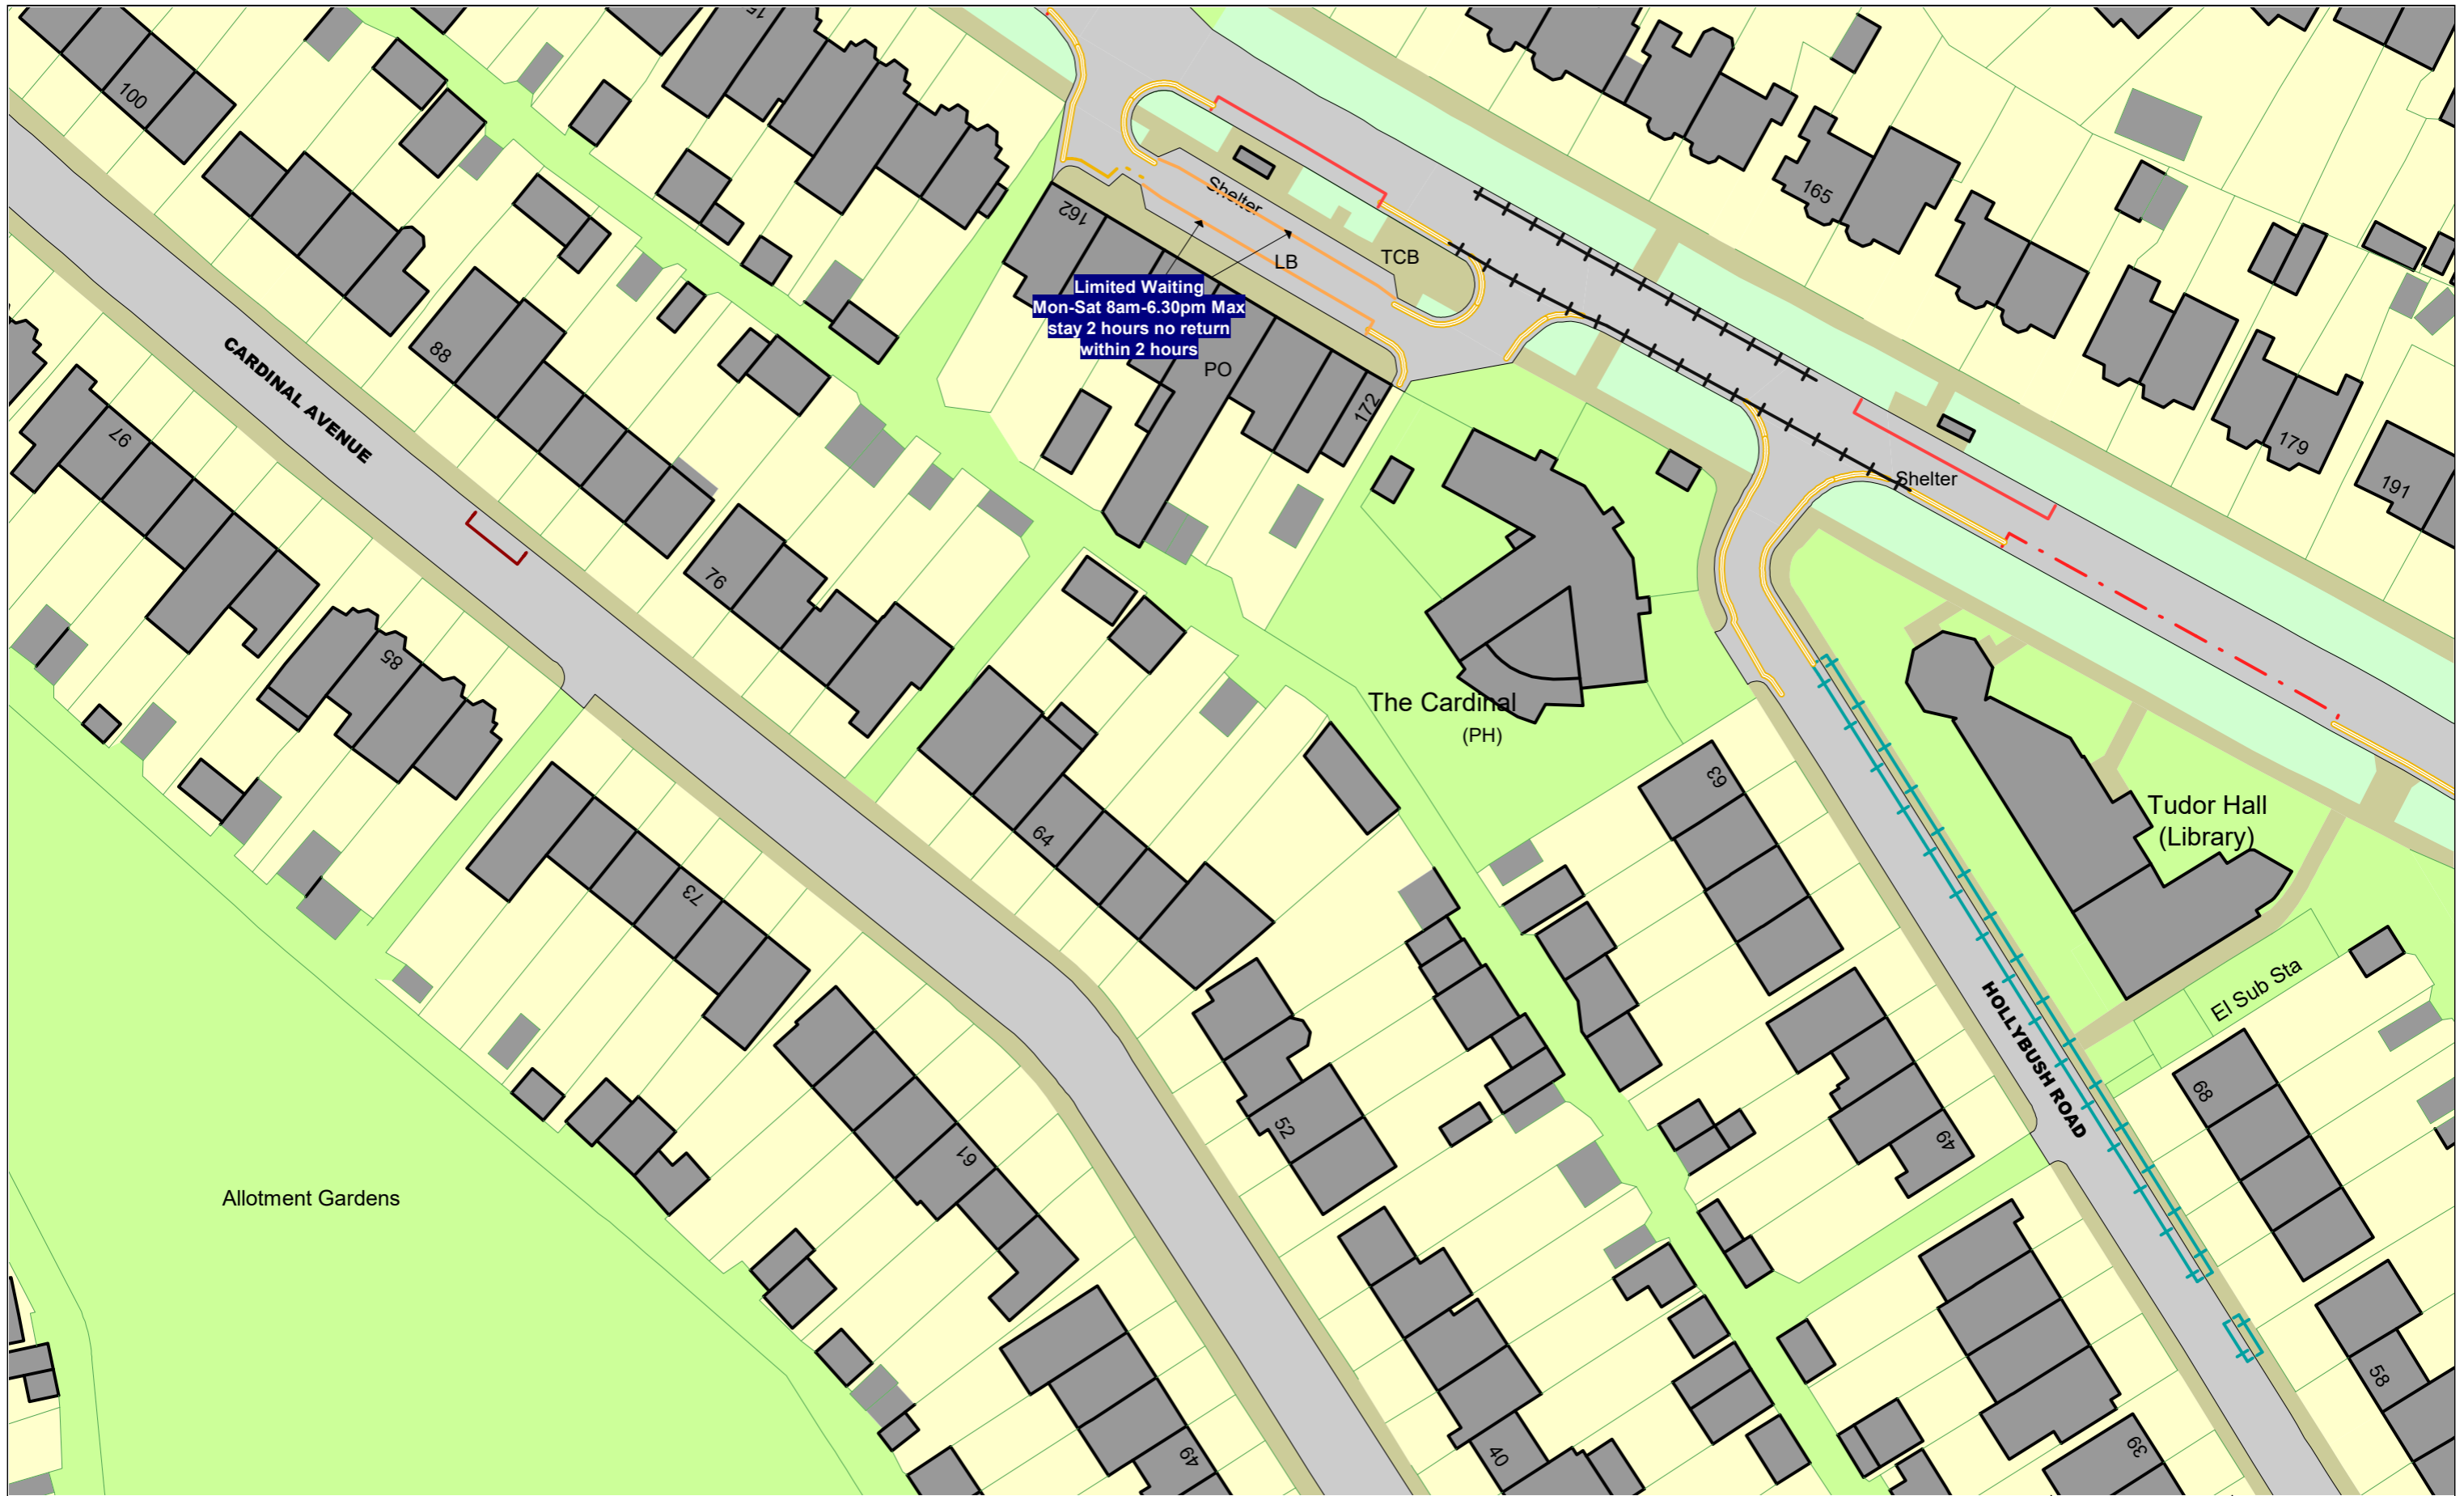 15
100
162
Shelter
165
TCB
LB
Limited Waiting
Mon-Sat 8am-6.30pm Max
stay 2 hours no return
within 2 hours
CARDINAL AVENUE
88
PO
172
97
179
Shelter
191
76
85
The Cardinal
(PH)
63
Tudor Hall
(Library)
64
73
El Sub Sta
HOLLYBUSH ROAD
68
52
61
49
Allotment Gardens
58
40
49
39